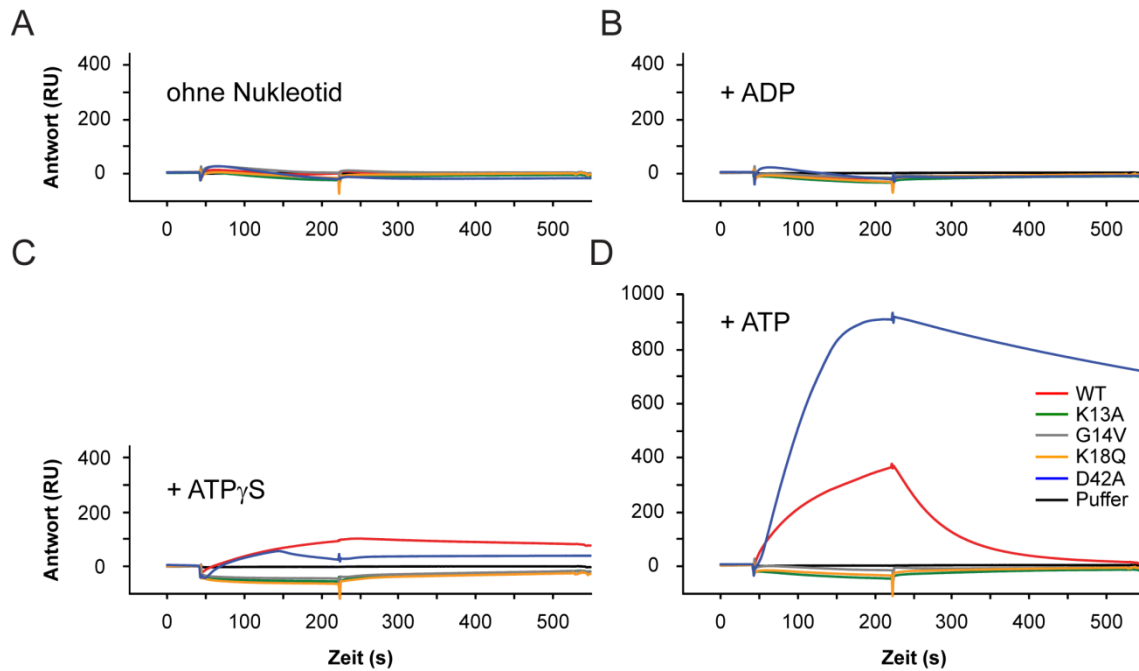 A
400
200
0
Antwort (RU)
ohne Nukleotid
0 100 200 300 400 500
B
400
200
0
+ ADP
0 100 200 300 400 500
C
400
200
0
Antwort (RU)
+ ATPγS
0 100 200 300 400 500
Zeit (s)
D
1000
800
600
400
200
0
+ ATP
WT
K13A
G14V
K18Q
D42A
Puffer
0 100 200 300 400 500
Zeit (s)